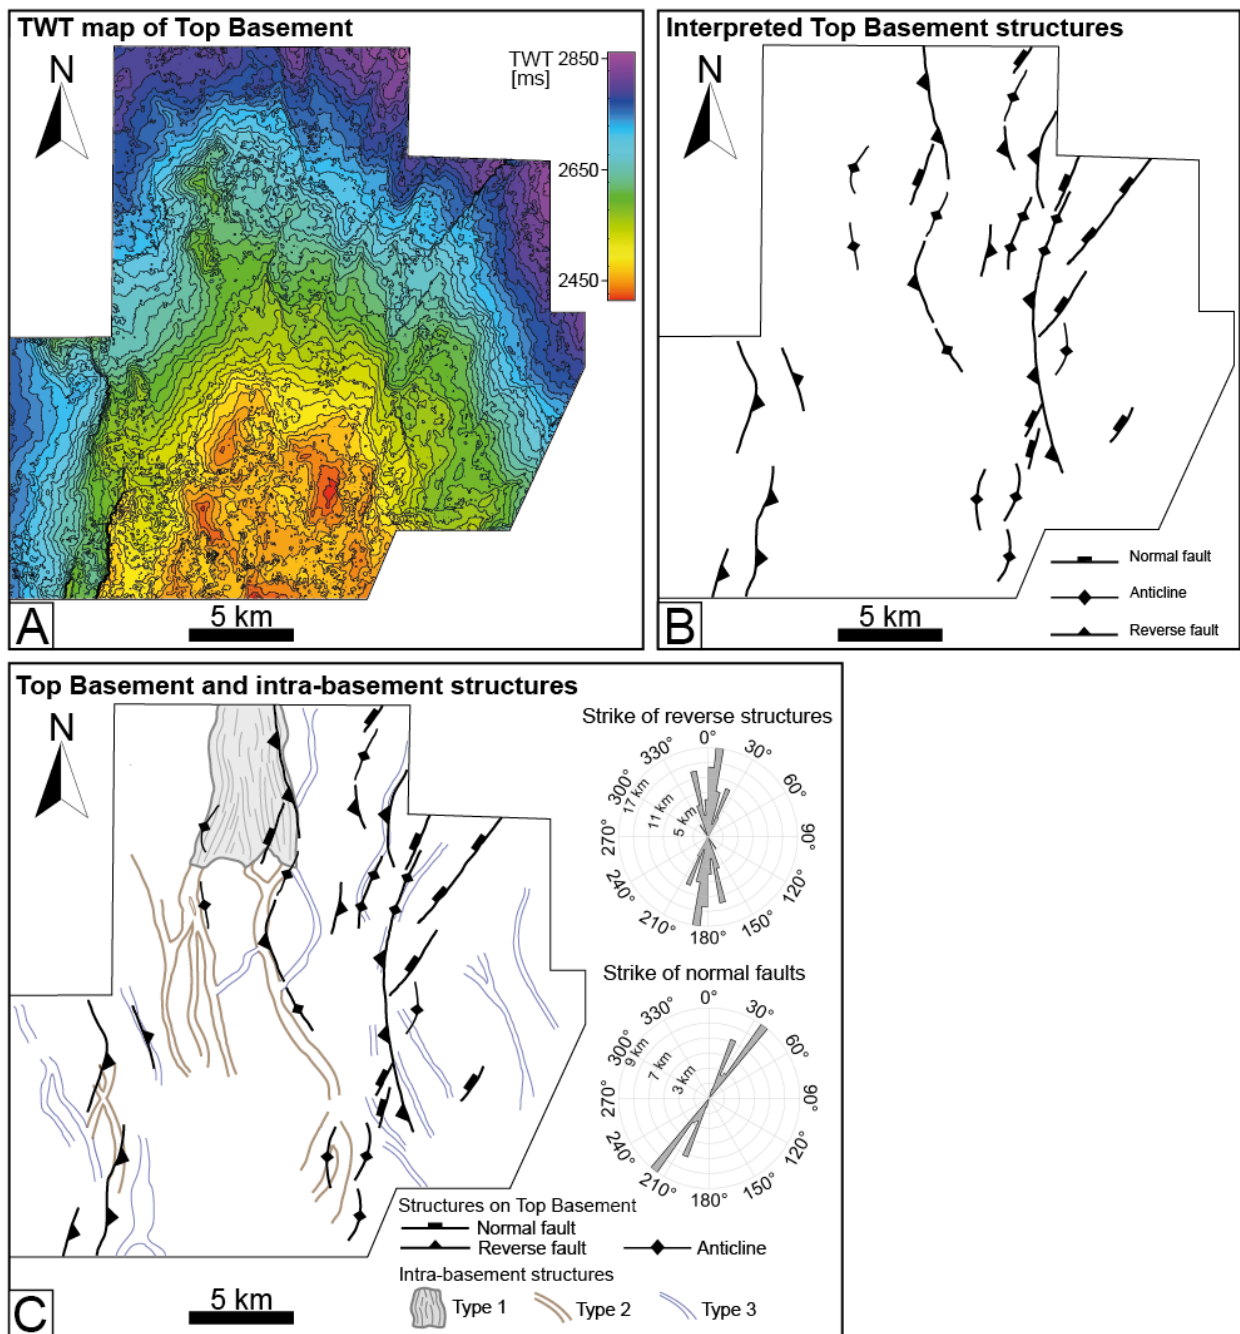 TWT map of Top Basement
N
TWT
[ms]
2850
2650
2450
5 km
A
Interpreted Top Basement structures
N
Normal fault
Anticline
Reverse fault
5 km
B
Top Basement and intra-basement structures
N
Strike of reverse structures
0°
330°
30°
300°
60°
17 km
11 km
5 km
270°
90°
240°
120°
210°
150°
180°
Strike of normal faults
0°
330°
30°
300°
60°
9 km
7 km
3 km
270°
90°
240°
120°
210°
150°
180°
Structures on Top Basement
Normal fault
Reverse fault
Anticline
Intra-basement structures
Type 1
Type 2
Type 3
5 km
C